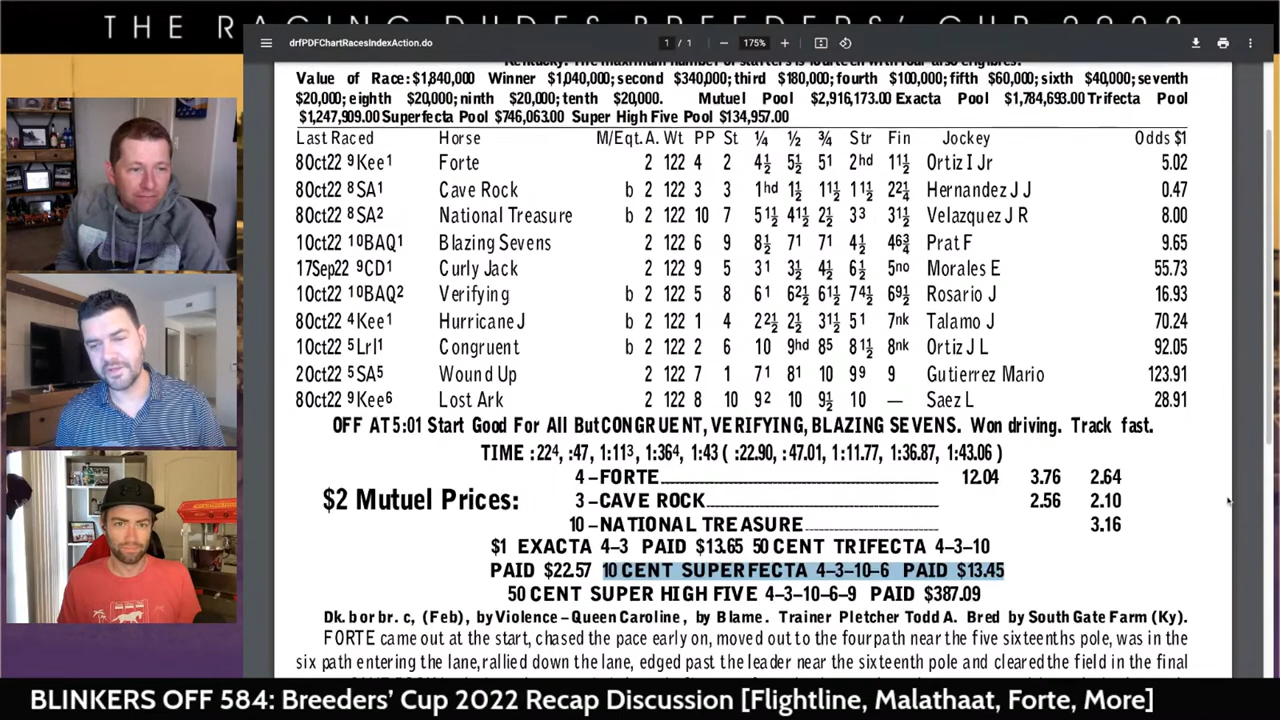 THE RACING DUDES BREEDERS' CUP 2022
drfPDFChartRacesIndexAction.do 1 / 1 175%
Value of Race: $1,840,000 Winner $1,040,000; second $340,000; third $180,000; fourth $100,000; fifth $60,000; sixth $40,000; seventh
$20,000; eighth $20,000; ninth $20,000; tenth $20,000. Mutuel Pool $2,916,173.00 Exacta Pool $1,784,693.00 Trifecta Pool
$1,247,909.00 Superfecta Pool $746,063.00 Super High Five Pool $134,957.00
Last Raced Horse M/Eqt. A. Wt PP St ¼ ½ ¾ Str Fin Jockey Odds $1
8Oct22 9Kee1 Forte 2 122 4 2 4½ 5½ 51 2hd 11½ Ortiz I Jr 5.02
8Oct22 8SA1 Cave Rock b 2 122 3 3 1hd 1½ 11½ 11½ 22¼ Hernandez J J 0.47
8Oct22 8SA2 National Treasure b 2 122 10 7 51½ 41½ 2½ 33 31½ Velazquez J R 8.00
1Oct22 10BAQ1 Blazing Sevens 2 122 6 9 8½ 71 71 4½ 46¾ Prat F 9.65
17Sep22 9CD1 Curly Jack 2 122 9 5 31 3½ 4½ 6½ 5no Morales E 55.73
1Oct22 10BAQ2 Verifying b 2 122 5 8 61 62½ 61½ 74½ 69½ Rosario J 16.93
8Oct22 4Kee1 Hurricane J b 2 122 1 4 22½ 2½ 31½ 51 7nk Talamo J 70.24
1Oct22 5Lrl1 Congruent b 2 122 2 6 10 9hd 85 81½ 8nk Ortiz J L 92.05
2Oct22 5SA5 Wound Up 2 122 7 1 71 81 10 99 9 Gutierrez Mario 123.91
8Oct22 9Kee6 Lost Ark 2 122 8 10 92 10 9½ 10 — Saez L 28.91
OFF AT 5:01 Start Good For All But CONGRUENT, VERIFYING, BLAZING SEVENS. Won driving. Track fast.
TIME :224, :47, 1:113, 1:364, 1:43 ( :22.90, :47.01, 1:11.77, 1:36.87, 1:43.06 )
4 – FORTE 12.04 3.76 2.64
$2 Mutuel Prices: 3 – CAVE ROCK 2.56 2.10
10 – NATIONAL TREASURE 3.16
$1 EXACTA 4–3 PAID $13.65 50 CENT TRIFECTA 4–3–10
PAID $22.57 10 CENT SUPERFECTA 4–3–10–6 PAID $13.45
50 CENT SUPER HIGH FIVE 4–3–10–6–9 PAID $387.09
Dk. b or br. c, (Feb), by Violence – Queen Caroline, by Blame. Trainer Pletcher Todd A. Bred by South Gate Farm (Ky).
FORTE came out at the start, chased the pace early on, moved out to the fourpath near the five sixteenths pole, was in the
six path entering the lane, rallied down the lane, edged past the leader near the sixteenth pole and cleared the field in the final
BLINKERS OFF 584: Breeders' Cup 2022 Recap Discussion [Flightline, Malathaat, Forte, More]